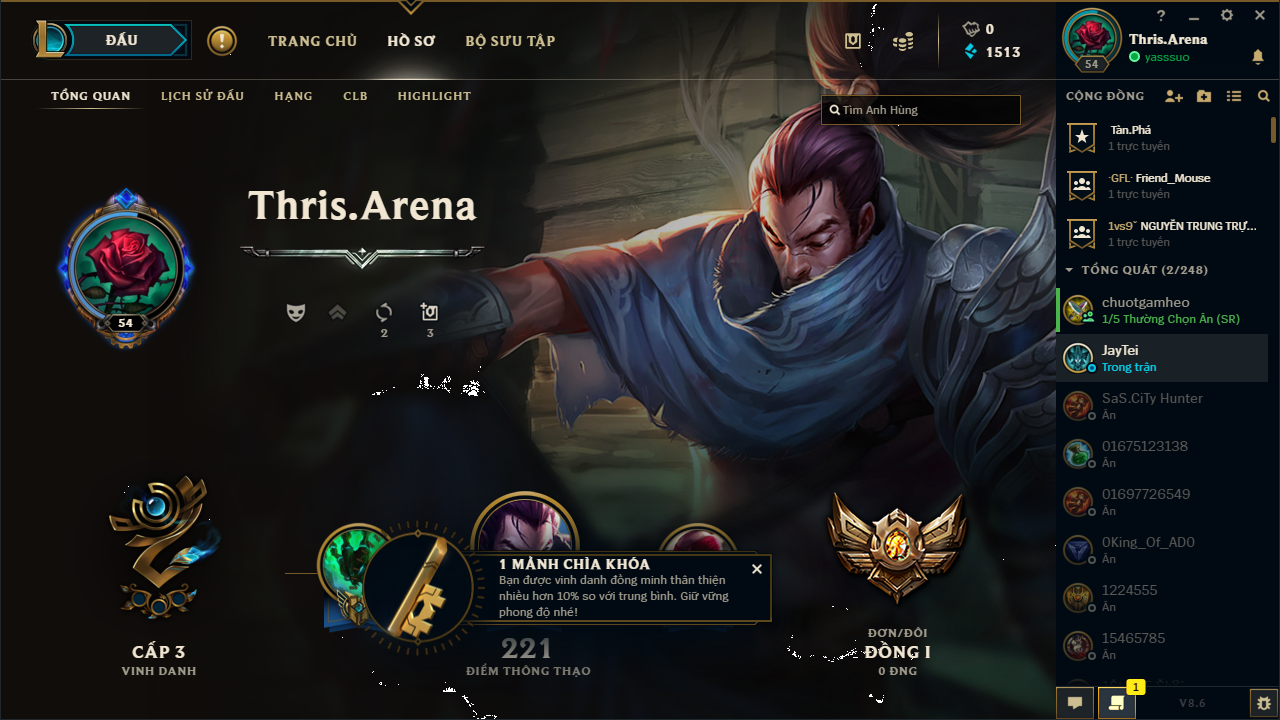 ĐẤU
TRANG CHỦ
HỒ SƠ
BỘ SƯU TẬP
0
1513
TỔNG QUAN
LỊCH SỬ ĐẤU
HẠNG
CLB
HIGHLIGHT
Tìm Anh Hùng
Thris.Arena
54
2
3
CẤP 3
VINH DANH
1 MẢNH CHÌA KHÓA
Bạn được vinh danh đồng minh thân thiện
nhiều hơn 10% so với trung bình. Giữ vững
phong độ nhé!
221
ĐIỂM THÔNG THẠO
ĐƠN/ĐÔI
ĐỒNG I
0 ĐNG
?
54
Thris.Arena
yasssuo
CỘNG ĐỒNG
Tàn.Phá
1 trực tuyến
·GFL· Friend_Mouse
1 trực tuyến
1vs9˜ NGUYỄN TRUNG TRỰ...
1 trực tuyến
TỔNG QUÁT (2/248)
chuotgamheo
1/5 Thường Chọn Ẩn (SR)
JayTei
Trong trận
SaS.CiTy Hunter
Ẩn
01675123138
Ẩn
01697726549
Ẩn
0King_Of_AD0
Ẩn
1224555
Ẩn
15465785
Ẩn
1
V8.6